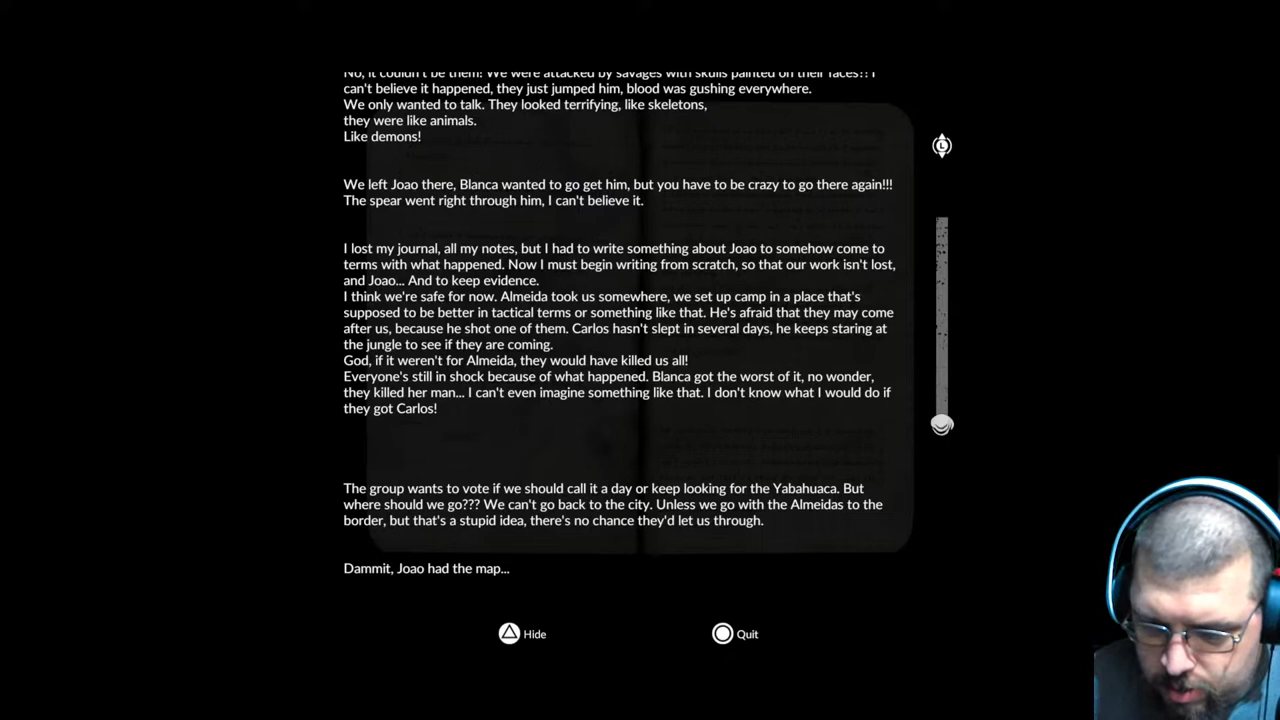 No, it couldn't be them! We were attacked by savages with skulls painted on their faces!! I
can't believe it happened, they just jumped him, blood was gushing everywhere.
We only wanted to talk. They looked terrifying, like skeletons,
they were like animals.
Like demons!
We left Joao there, Blanca wanted to go get him, but you have to be crazy to go there again!!!
The spear went right through him, I can't believe it.
I lost my journal, all my notes, but I had to write something about Joao to somehow come to
terms with what happened. Now I must begin writing from scratch, so that our work isn't lost,
and Joao... And to keep evidence.
I think we're safe for now. Almeida took us somewhere, we set up camp in a place that's
supposed to be better in tactical terms or something like that. He's afraid that they may come
after us, because he shot one of them. Carlos hasn't slept in several days, he keeps staring at
the jungle to see if they are coming.
God, if it weren't for Almeida, they would have killed us all!
Everyone's still in shock because of what happened. Blanca got the worst of it, no wonder,
they killed her man... I can't even imagine something like that. I don't know what I would do if
they got Carlos!
The group wants to vote if we should call it a day or keep looking for the Yabahuaca. But
where should we go??? We can't go back to the city. Unless we go with the Almeidas to the
border, but that's a stupid idea, there's no chance they'd let us through.
Dammit, Joao had the map...
L
Hide
Quit